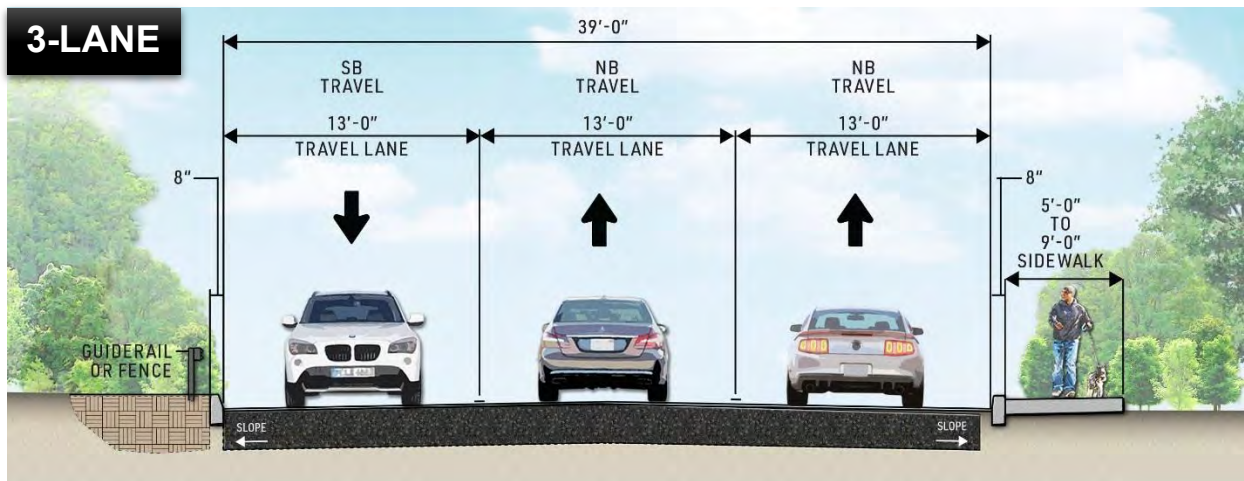 3-LANE
39'-0"
SB
TRAVEL
NB
TRAVEL
NB
TRAVEL
13'-0"
TRAVEL LANE
13'-0"
TRAVEL LANE
13'-0"
TRAVEL LANE
8"
8"
5'-0"
TO
9'-0"
SIDEWALK
GUIDERAIL
OR FENCE
SLOPE
SLOPE